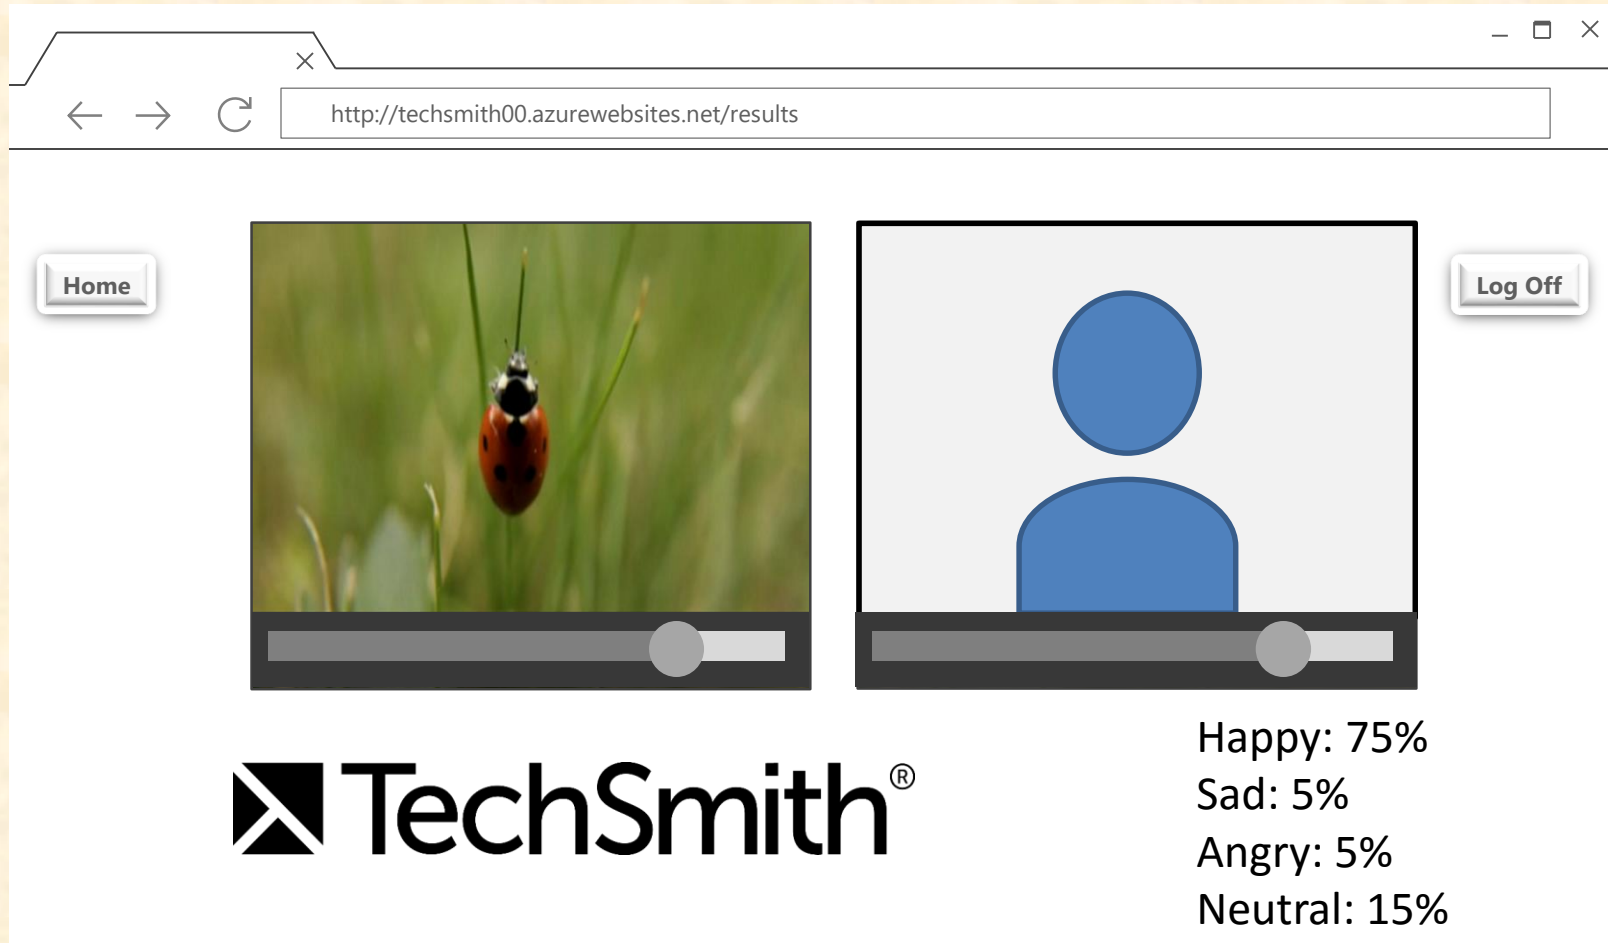 http://techsmith00.azurewebsites.net/results
Home
Log Off
TechSmith®
Happy: 75%
Sad: 5%
Angry: 5%
Neutral: 15%